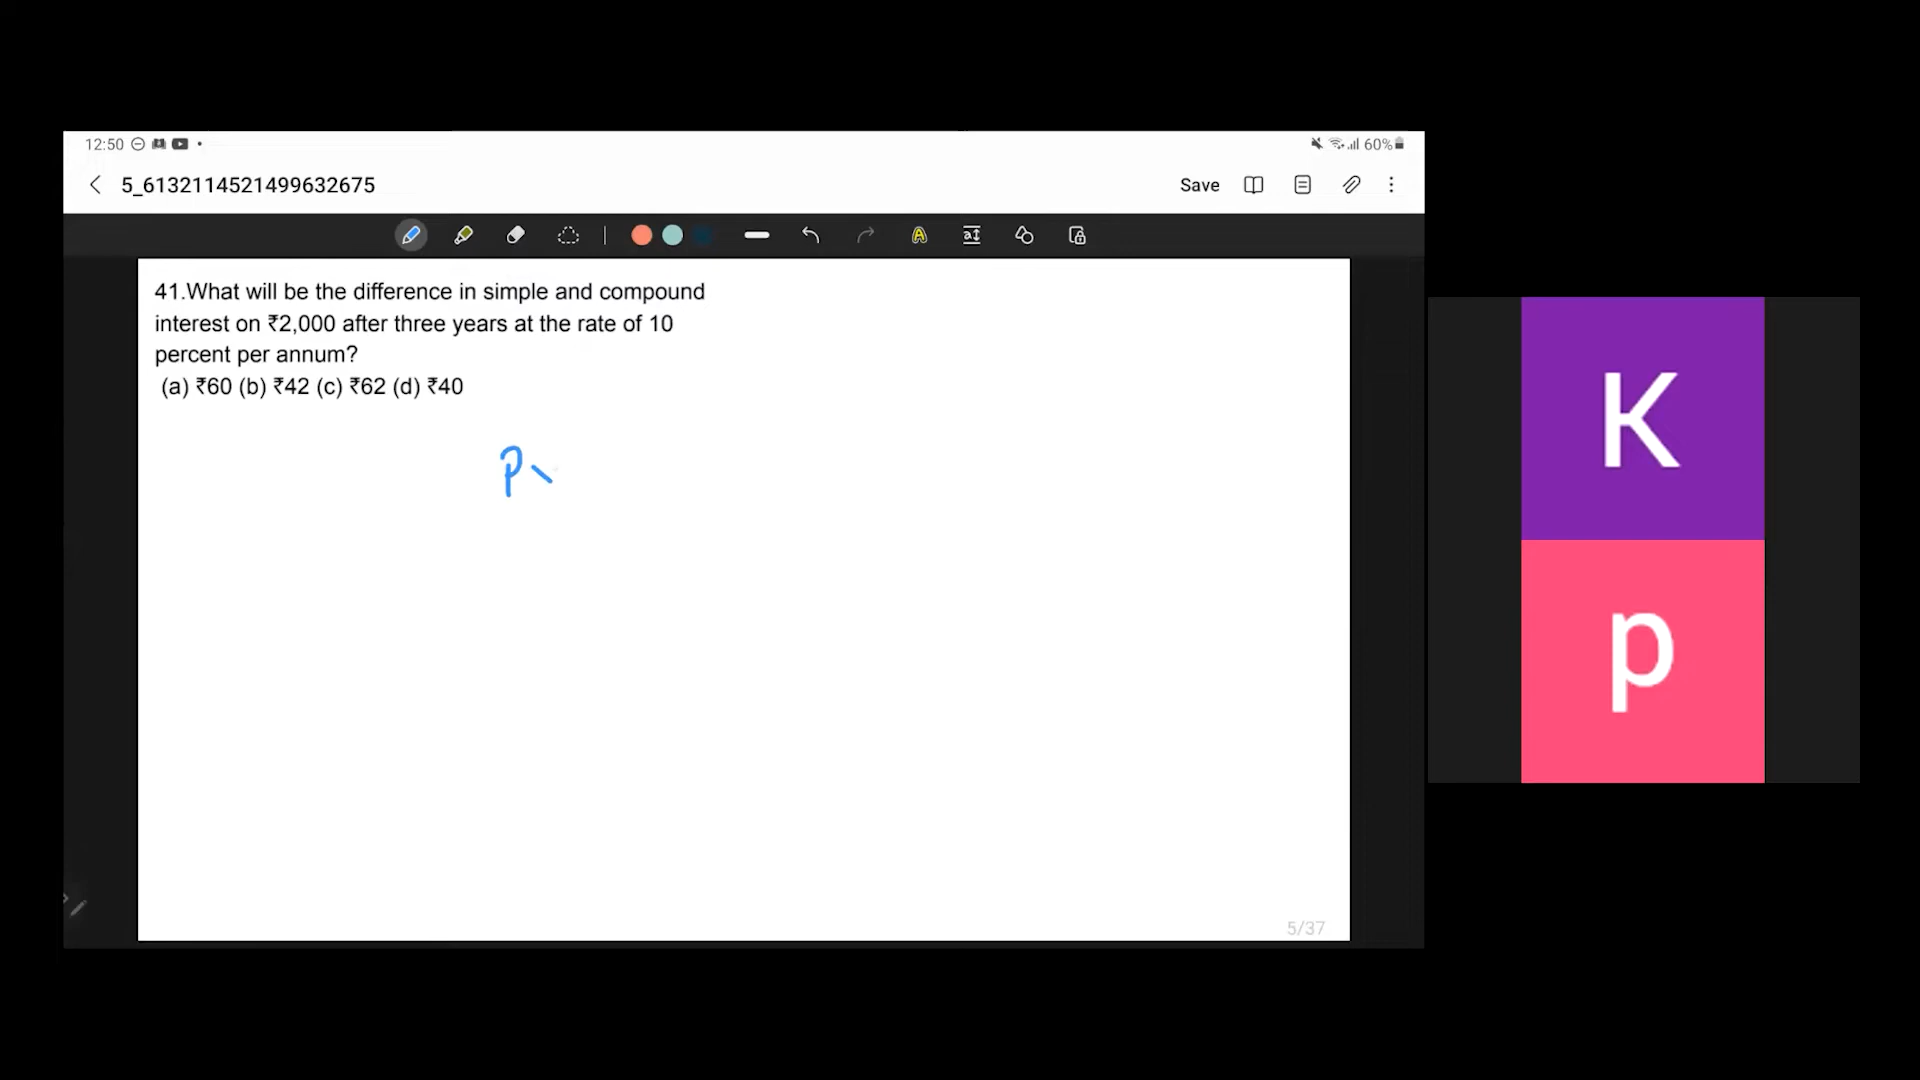 12:50 60%
5_6132114521499632675
Save
41.What will be the difference in simple and compound
interest on ₹2,000 after three years at the rate of 10
percent per annum?
(a) ₹60 (b) ₹42 (c) ₹62 (d) ₹40
P
K
p
5/37